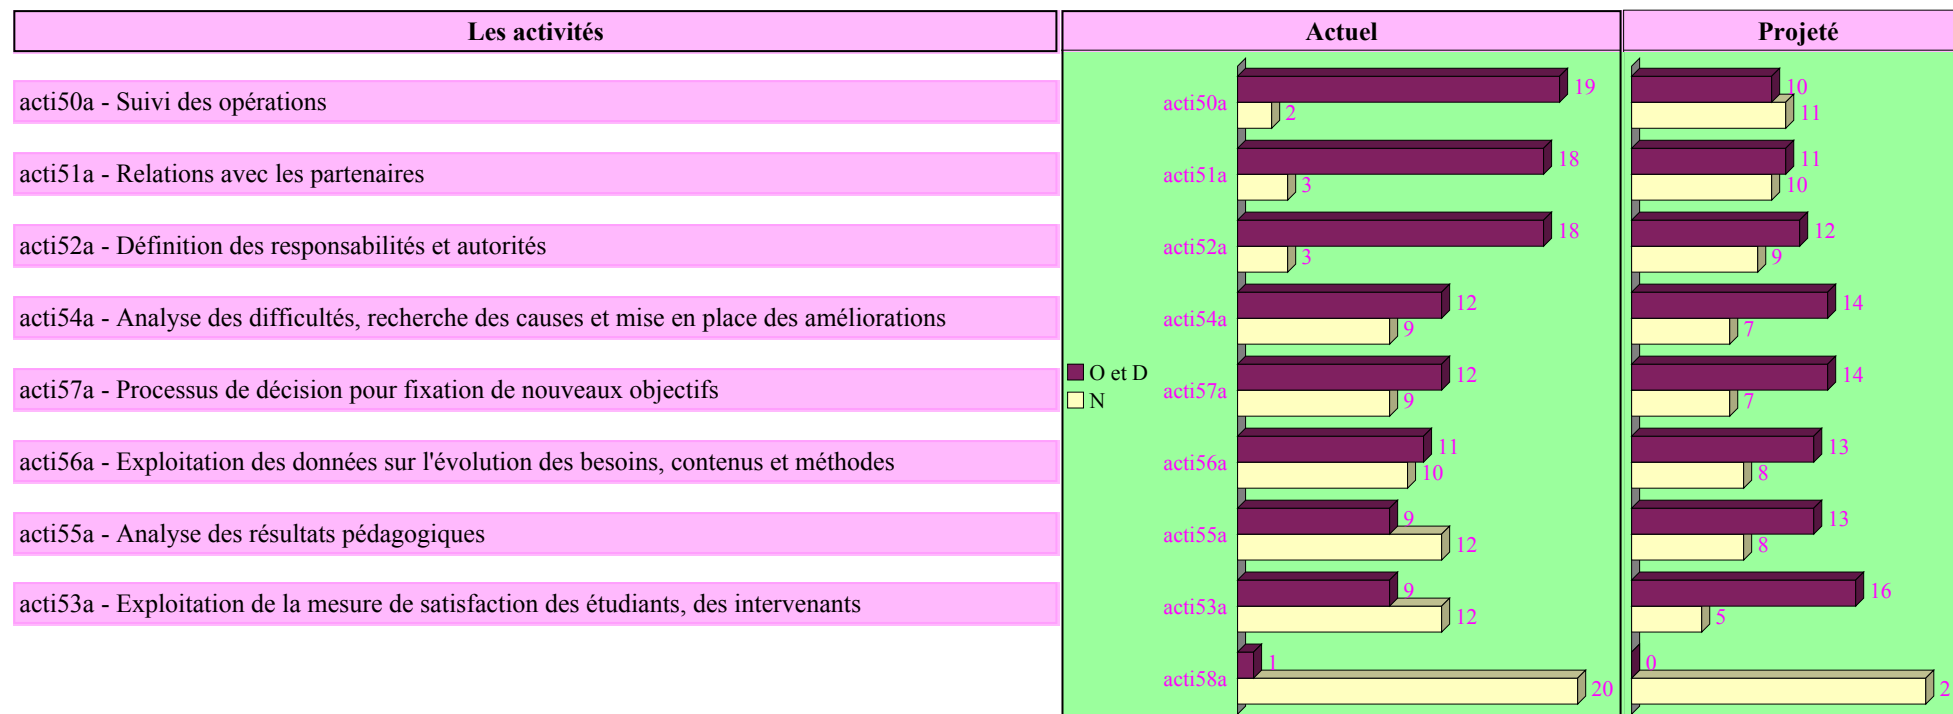 Les activités
Actuel
Projeté
acti50a - Suivi des opérations
acti51a - Relations avec les partenaires
acti52a - Définition des responsabilités et autorités
acti54a - Analyse des difficultés, recherche des causes et mise en place des améliorations
acti57a - Processus de décision pour fixation de nouveaux objectifs
acti56a - Exploitation des données sur l'évolution des besoins, contenus et méthodes
acti55a - Analyse des résultats pédagogiques
acti53a - Exploitation de la mesure de satisfaction des étudiants, des intervenants
O et D
N
acti50a
19
2
acti51a
18
3
acti52a
18
3
acti54a
12
9
acti57a
12
9
acti56a
11
10
acti55a
9
12
acti53a
9
12
acti58a
1
20
10
11
11
10
12
9
14
7
14
7
13
8
13
8
16
5
0
2